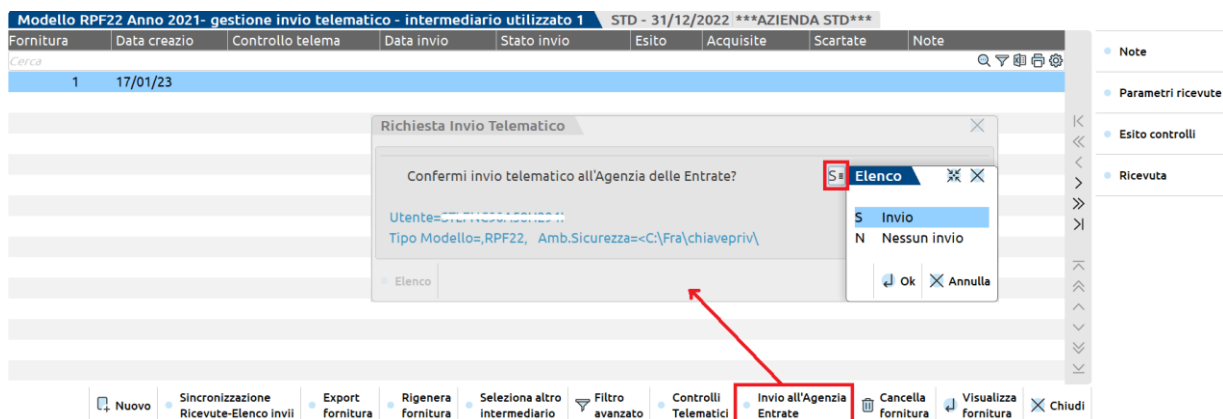 Modello RPF22 Anno 2021- gestione invio telematico - intermediario utilizzato 1 STD - 31/12/2022 ***AZIENDA STD***
Fornitura Data creazio Controllo telema Data invio Stato invio Esito Acquisite Scartate Note
Cerca
1 17/01/23
Note
Parametri ricevute
Esito controlli
Ricevuta
Richiesta Invio Telematico
Confermi invio telematico all'Agenzia delle Entrate? S
Utente=
Tipo Modello=,RPF22, Amb.Sicurezza=<C:\Fra\chiavepriv\
Elenco
Elenco
S Invio
N Nessun invio
Ok Annulla
Nuovo
Sincronizzazione
Ricevute-Elenco invii
Export
fornitura
Rigenera
fornitura
Seleziona altro
intermediario
Filtro
avanzato
Controlli
Telematici
Invio all'Agenzia
Entrate
Cancella
fornitura
Visualizza
fornitura
Chiudi